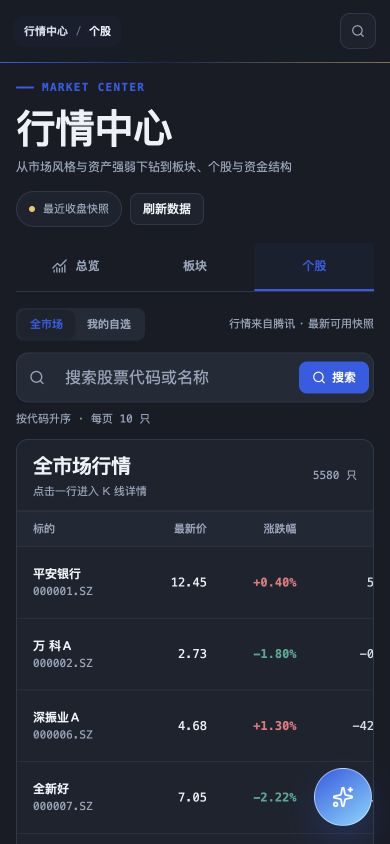 行情中心 / 个股
MARKET CENTER
行情中心
从市场风格与资产强弱下钻到板块、个股与资金结构
最近收盘快照
刷新数据
总览 板块 个股
全市场 我的自选 行情来自腾讯 · 最新可用快照
搜索股票代码或名称 搜索
按代码升序 · 每页 10 只
全市场行情
5580 只
点击一行进入 K 线详情
标的 最新价 涨跌幅
平安银行
000001.SZ
12.45 +0.40% 5
万 科A
000002.SZ
2.73 -1.80% -0
深振业A
000006.SZ
4.68 +1.30% -42
全新好
000007.SZ
7.05 -2.22%